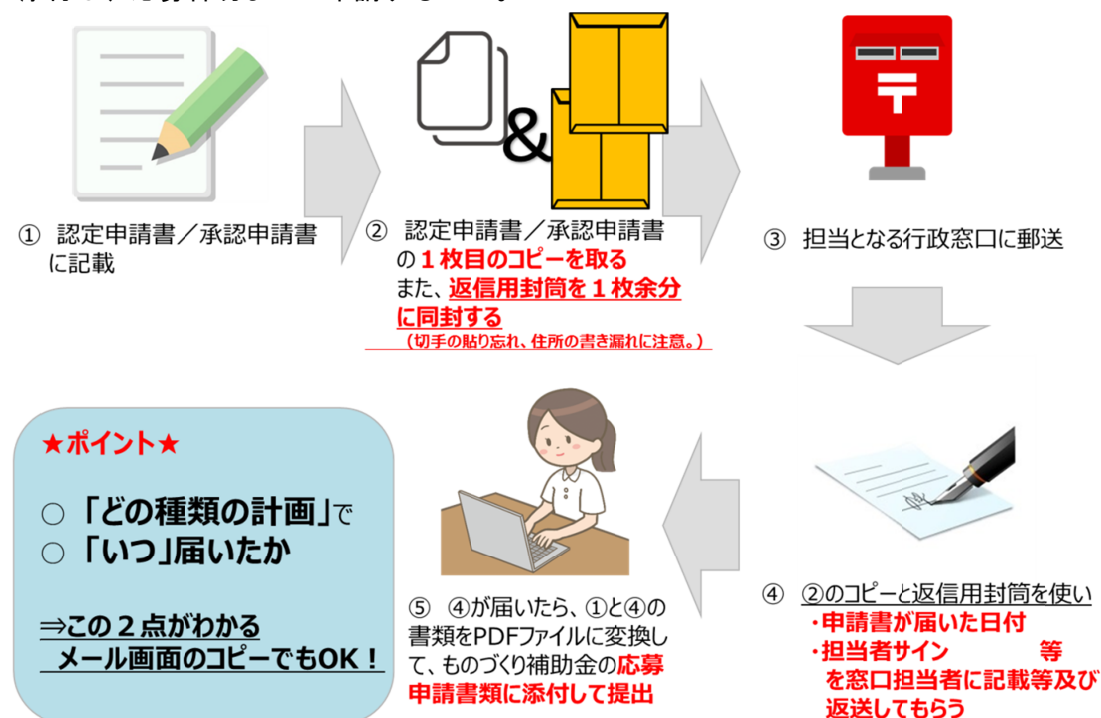 &
〒
① 認定申請書／承認申請書
に記載
② 認定申請書／承認申請書
の１枚目のコピーを取る
また、返信用封筒を１枚余分
に同封する
（切手の貼り忘れ、住所の書き漏れに注意。）
③ 担当となる行政窓口に郵送
④ ②のコピーと返信用封筒を使い
・申請書が届いた日付
・担当者サイン 等
を窓口担当者に記載等及び
返送してもらう
⑤ ④が届いたら、①と④の
書類をPDFファイルに変換し
て、ものづくり補助金の応募
申請書類に添付して提出
★ポイント★
○ 「どの種類の計画」で
○ 「いつ」届いたか
⇒この２点がわかる
メール画面のコピーでもOK！